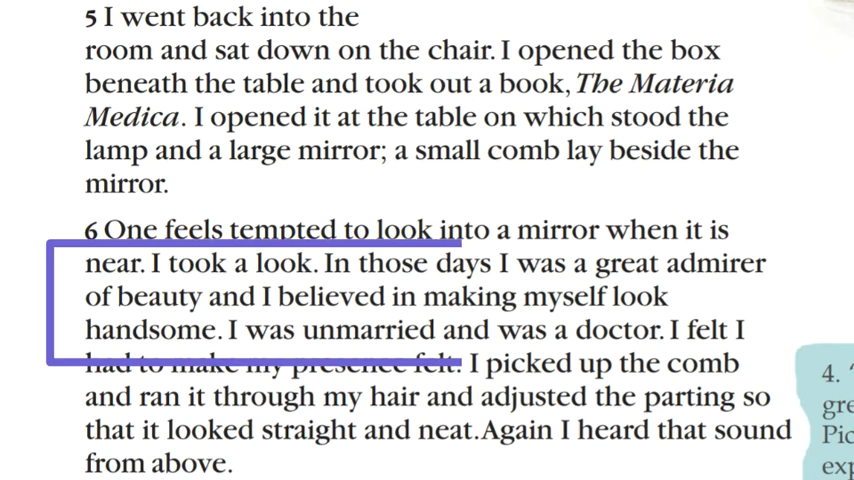 5 I went back into the
room and sat down on the chair. I opened the box
beneath the table and took out a book, The Materia
Medica. I opened it at the table on which stood the
lamp and a large mirror; a small comb lay beside the
mirror.
6 One feels tempted to look into a mirror when it is
near. I took a look. In those days I was a great admirer
of beauty and I believed in making myself look
handsome. I was unmarried and was a doctor. I felt I
had to make my presence felt. I picked up the comb
and ran it through my hair and adjusted the parting so
that it looked straight and neat. Again I heard that sound
from above.
4.